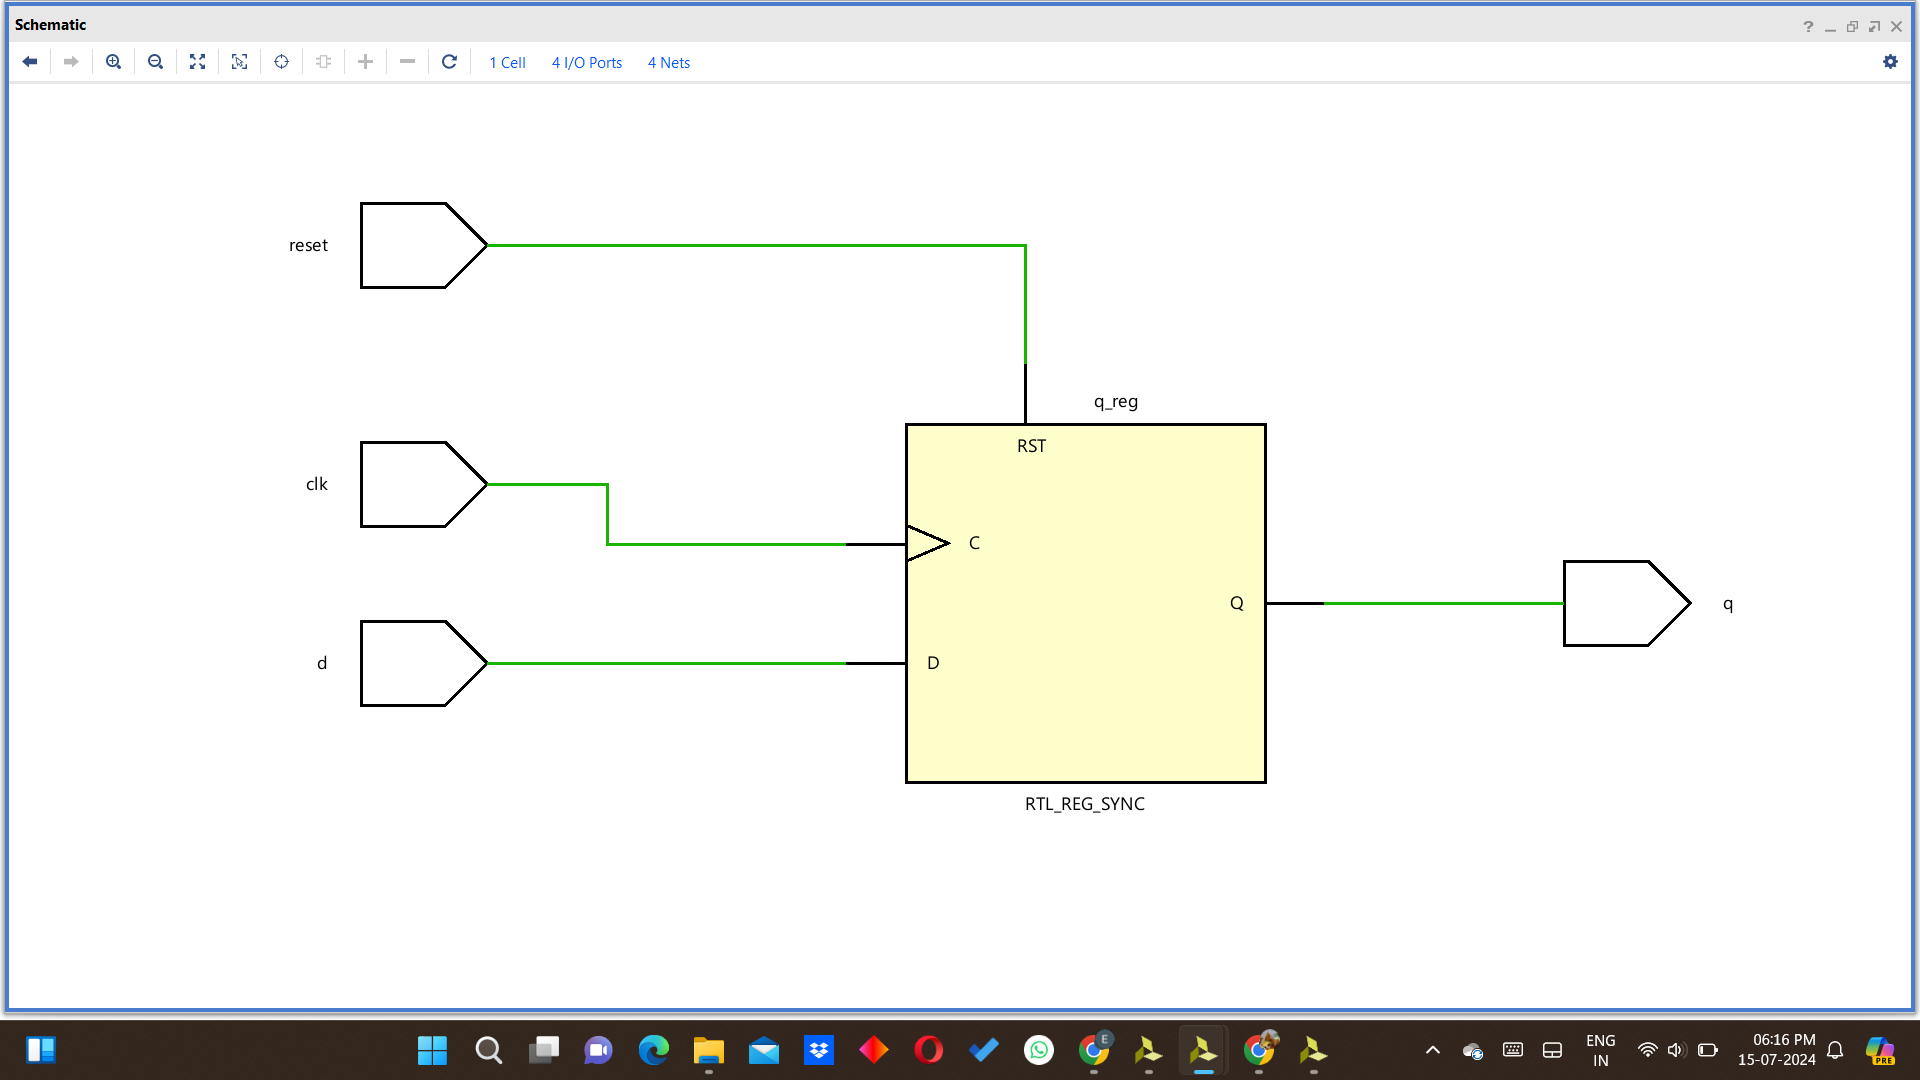 Schematic
?
1 Cell 4 I/O Ports 4 Nets
reset
q_reg
RST
clk
C
Q
q
d
D
RTL_REG_SYNC
E
ENG
IN
06:16 PM
15-07-2024
PRE